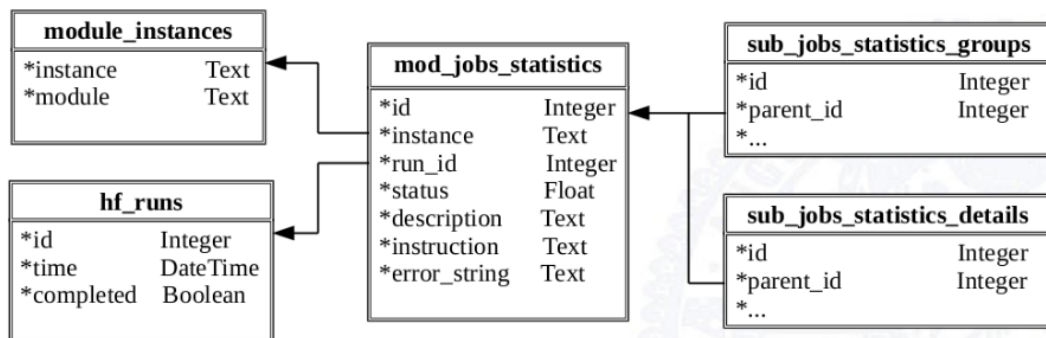 module_instances
*instance Text
*module Text
hf_runs
*id Integer
*time DateTime
*completed Boolean
mod_jobs_statistics
*id Integer
*instance Text
*run_id Integer
*status Float
*description Text
*instruction Text
*error_string Text
sub_jobs_statistics_groups
*id Integer
*parent_id Integer
*...
sub_jobs_statistics_details
*id Integer
*parent_id Integer
*...